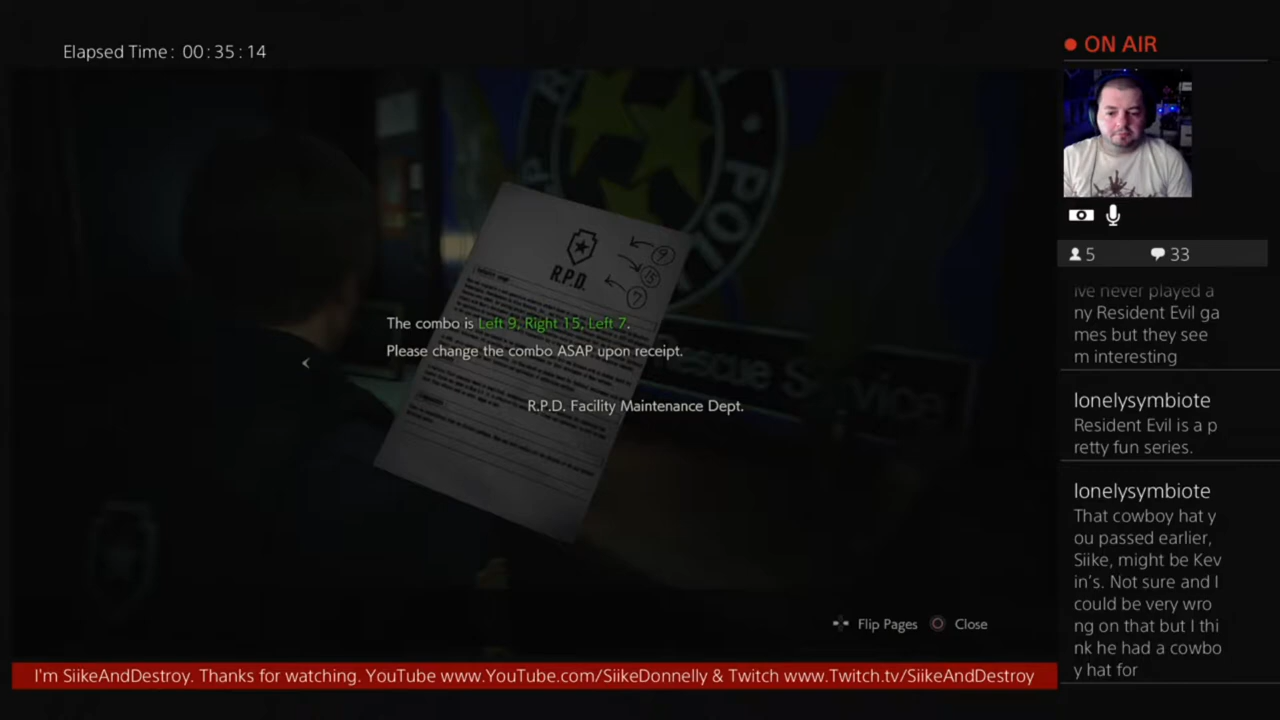 Elapsed Time: 00:35:14
ON AIR
5 33
ive never played a
ny Resident Evil ga
mes but they see
m interesting
lonelysymbiote
Resident Evil is a p
retty fun series.
lonelysymbiote
That cowboy hat y
ou passed earlier,
Siike, might be Kev
in's. Not sure and I
could be very wro
ng on that but I thi
nk he had a cowbo
y hat for
R.P.D.
9
15
7
The combo is Left 9, Right 15, Left 7.
Please change the combo ASAP upon receipt.
R.P.D. Facility Maintenance Dept.
Rescue Service
Flip Pages Close
I'm SiikeAndDestroy. Thanks for watching. YouTube www.YouTube.com/SiikeDonnelly & Twitch www.Twitch.tv/SiikeAndDestroy